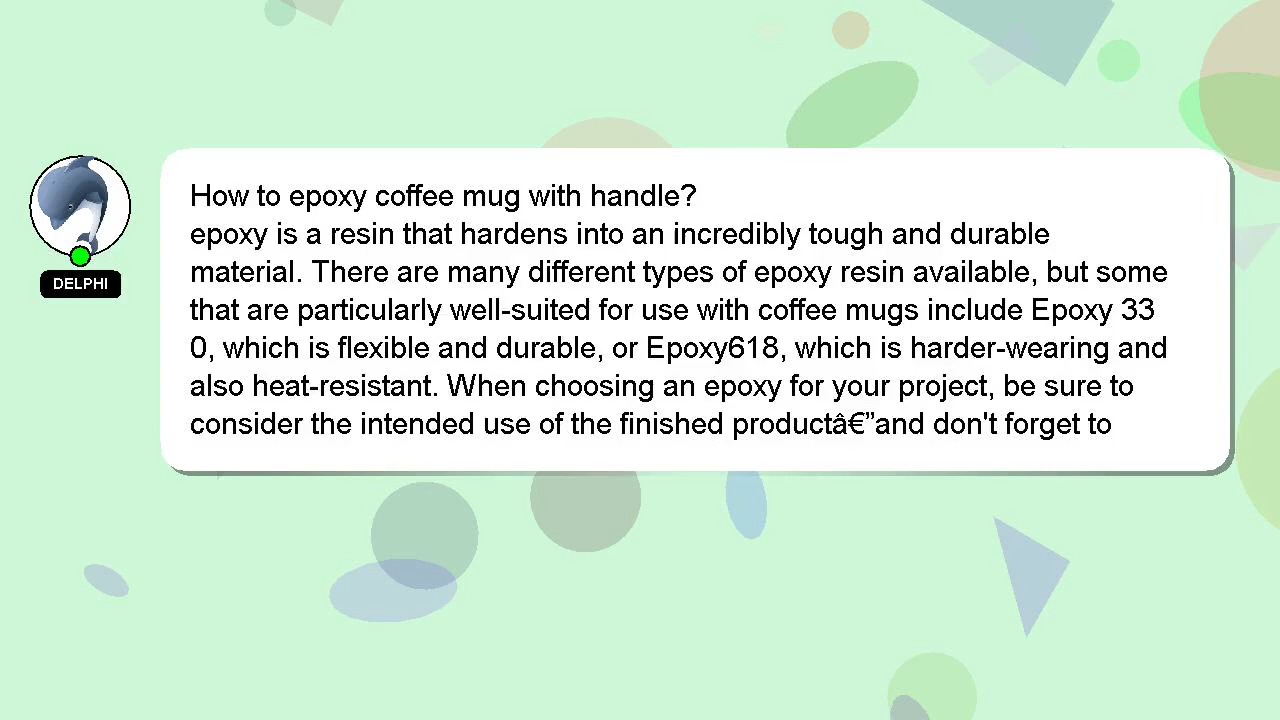 How to epoxy coffee mug with handle?
epoxy is a resin that hardens into an incredibly tough and durable
material. There are many different types of epoxy resin available, but some
that are particularly well-suited for use with coffee mugs include Epoxy 33
0, which is flexible and durable, or Epoxy618, which is harder-wearing and
also heat-resistant. When choosing an epoxy for your project, be sure to
consider the intended use of the finished productâ€”and don't forget to
DELPHI